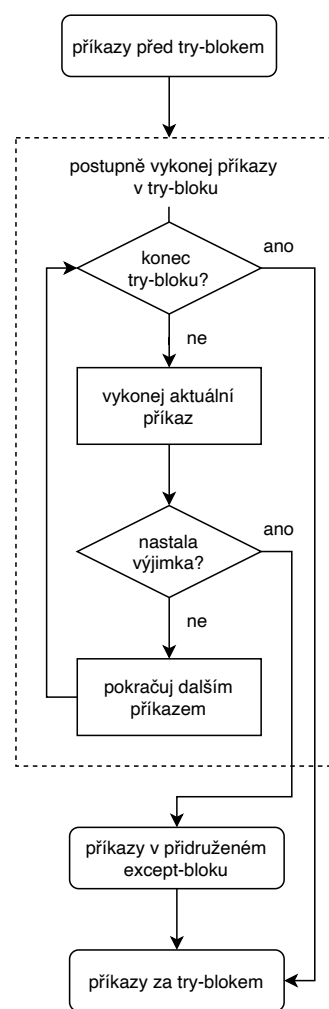 příkazy před try-blokem
postupně vykonej příkazy
v try-bloku
konec
try-bloku?
ano
ne
vykonej aktuální
příkaz
nastala
výjimka?
ano
ne
pokračuj dalším
příkazem
příkazy v přidruženém
except-bloku
příkazy za try-blokem